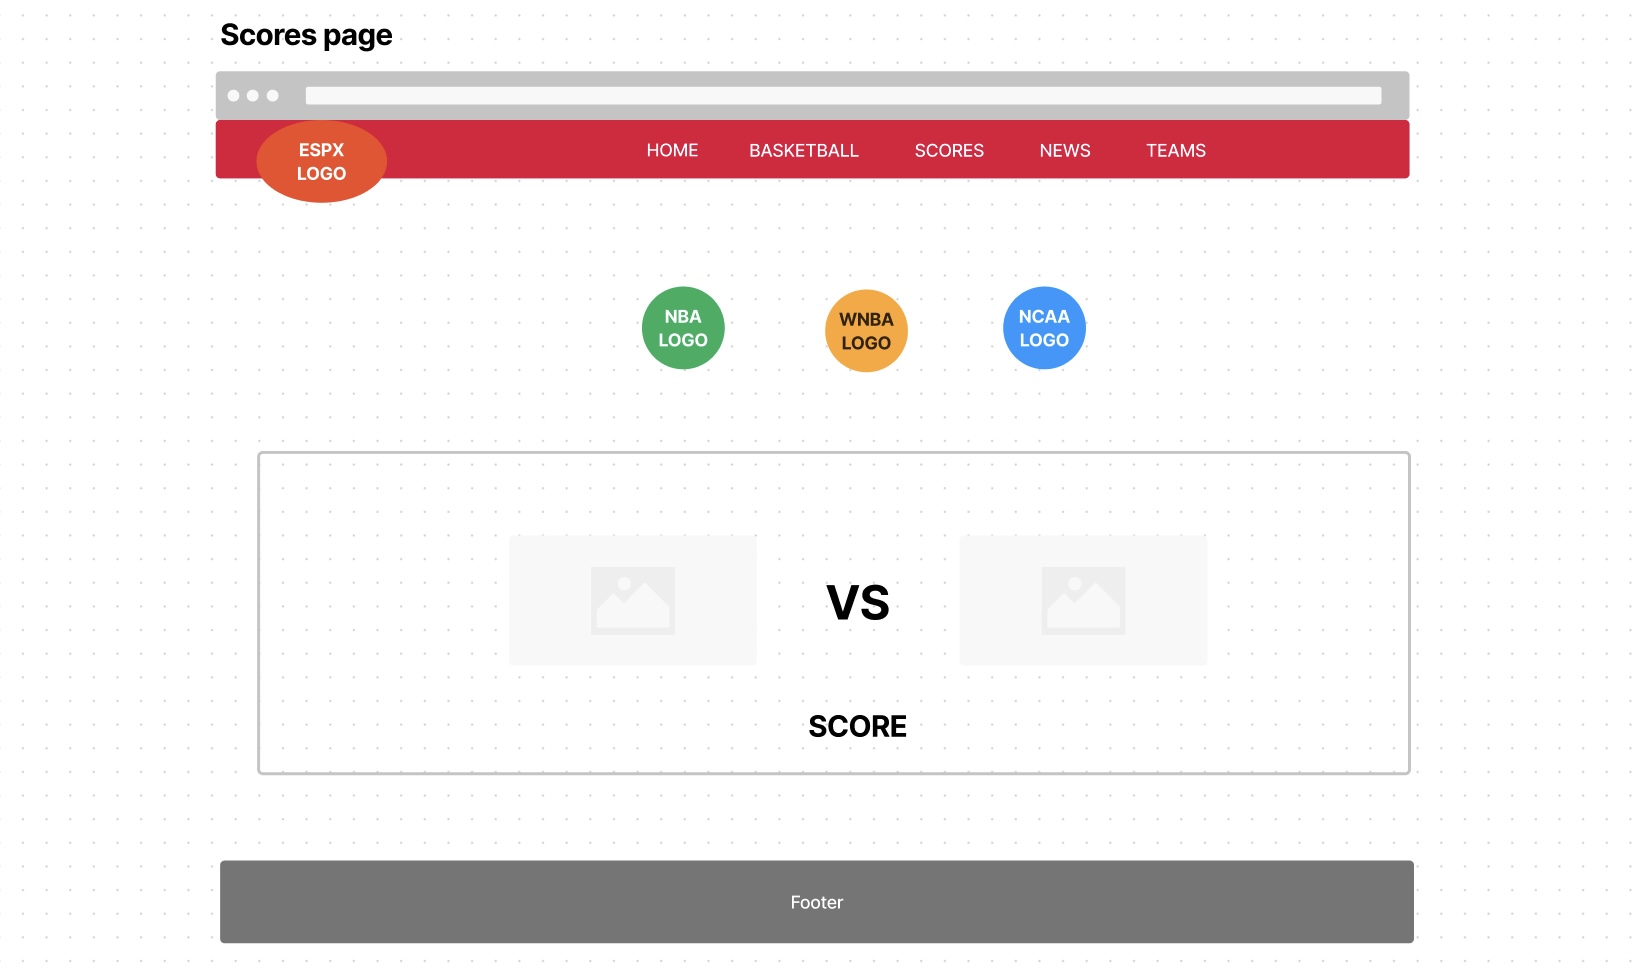 Scores page
ESPX
LOGO
HOME
BASKETBALL
SCORES
NEWS
TEAMS
NBA
LOGO
WNBA
LOGO
NCAA
LOGO
VS
SCORE
Footer